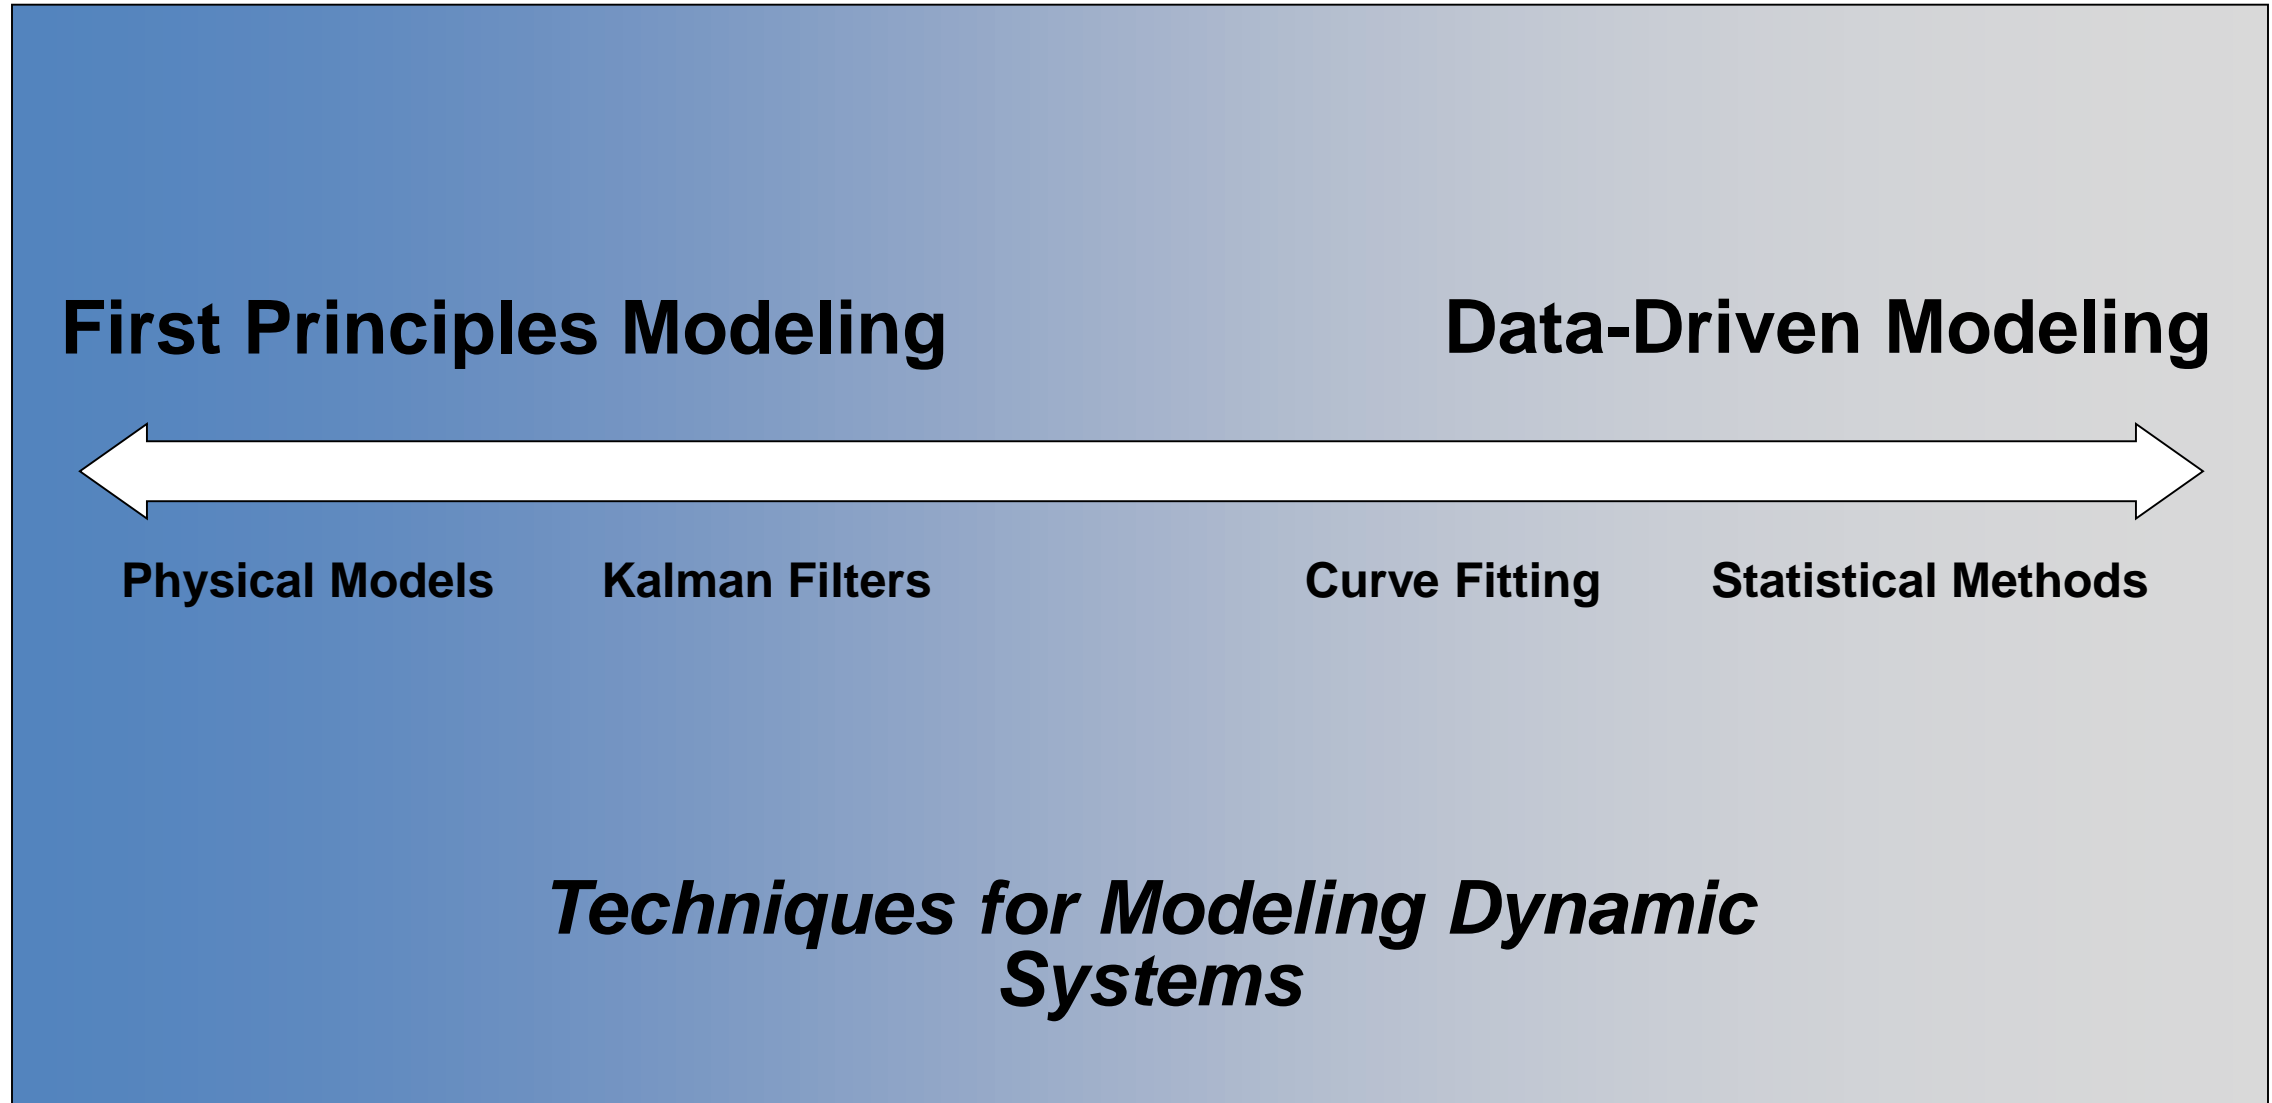 First Principles Modeling
Data-Driven Modeling
Physical Models
Kalman Filters
Curve Fitting
Statistical Methods
Techniques for Modeling Dynamic
Systems